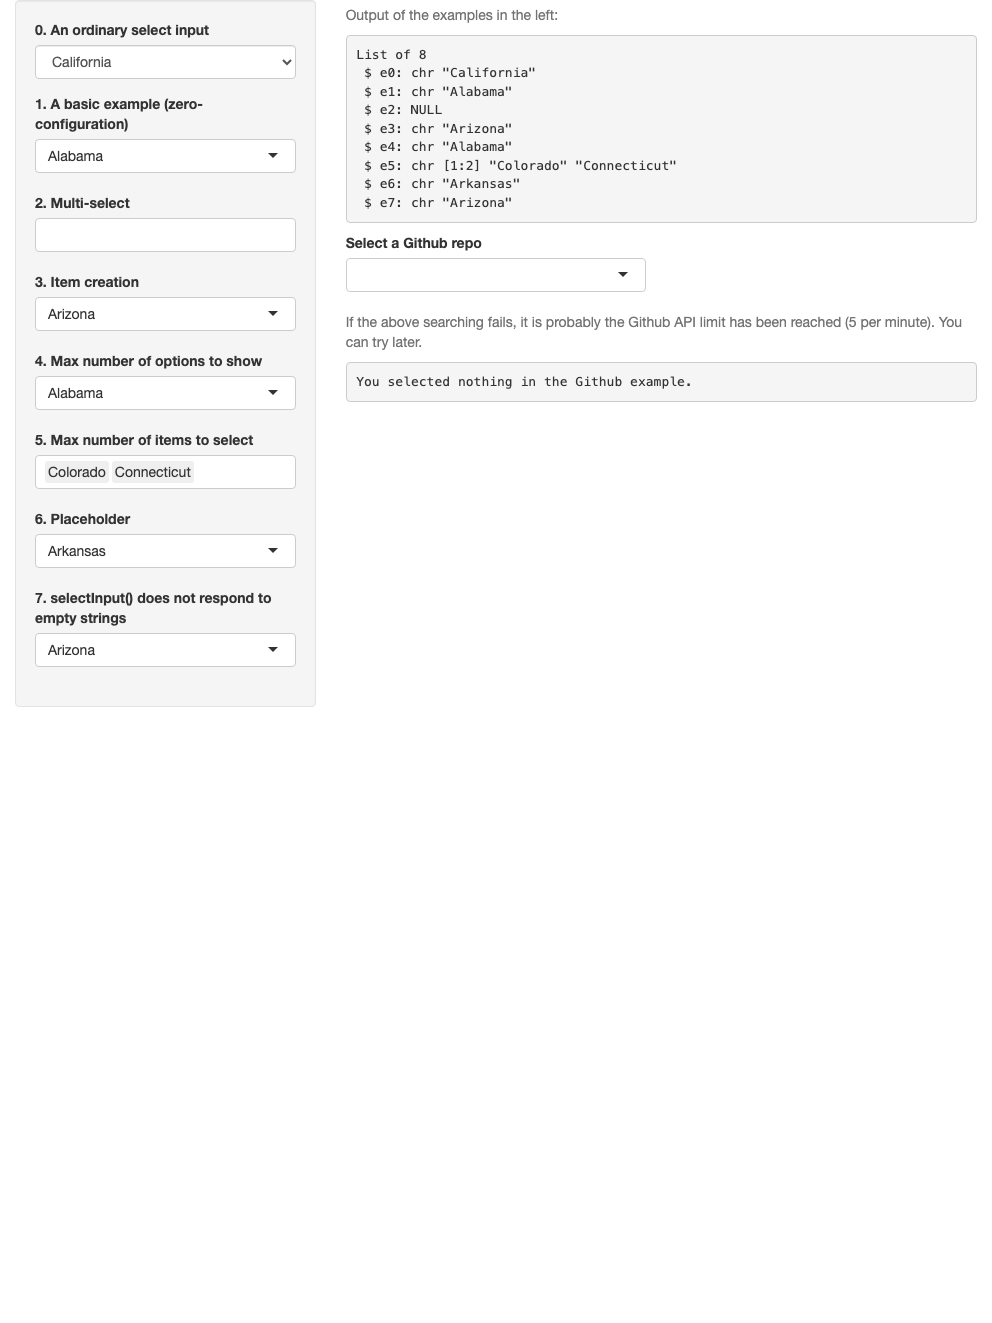 0. An ordinary select input
California
1. A basic example (zero-
configuration)
Alabama
2. Multi-select
3. Item creation
Arizona
4. Max number of options to show
Alabama
5. Max number of items to select
Colorado Connecticut
6. Placeholder
Arkansas
7. selectInput() does not respond to
empty strings
Arizona
Output of the examples in the left:
List of 8
 $ e0: chr "California"
 $ e1: chr "Alabama"
 $ e2: NULL
 $ e3: chr "Arizona"
 $ e4: chr "Alabama"
 $ e5: chr [1:2] "Colorado" "Connecticut"
 $ e6: chr "Arkansas"
 $ e7: chr "Arizona"
Select a Github repo
If the above searching fails, it is probably the Github API limit has been reached (5 per minute). You
can try later.
You selected nothing in the Github example.